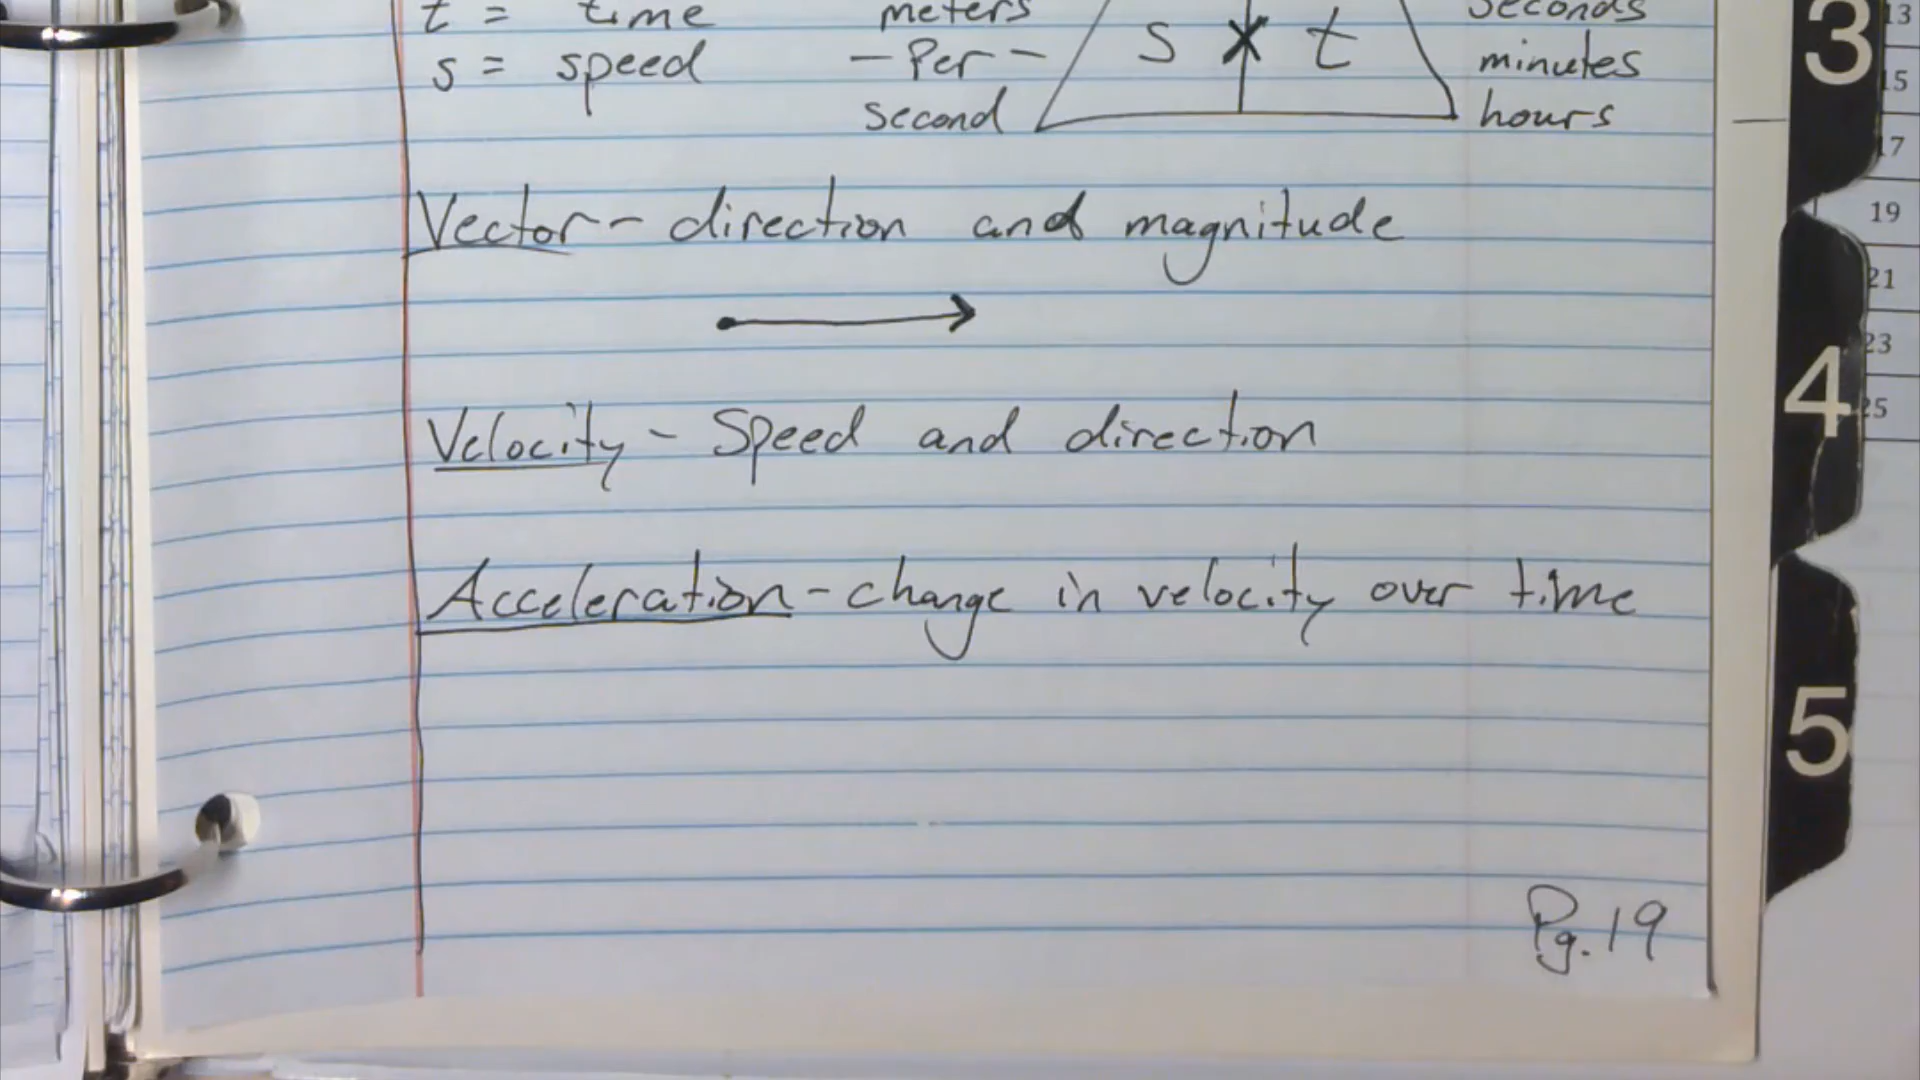 t = time
meters
seconds
s = speed
- Per -
s × t
minutes
second
hours
Vector - direction and magnitude
Velocity - Speed and direction
Acceleration - change in velocity over time
Pg. 19
3
4
5
13
15
17
19
21
23
25